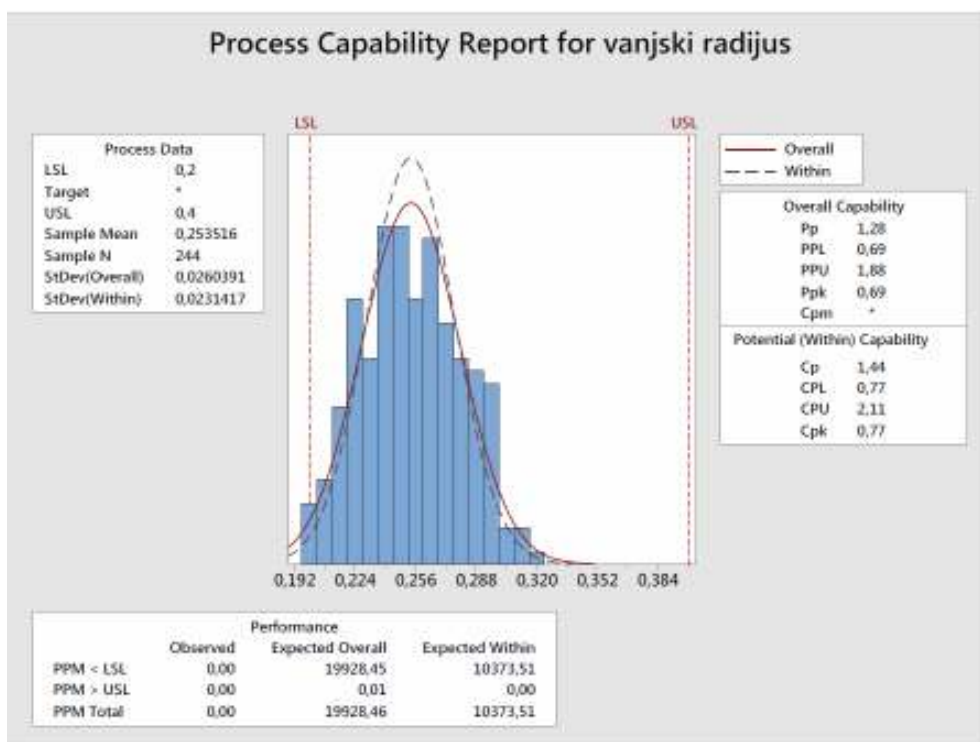 Process Capability Report for vanjski radijus
LSL USL
Process Data
LSL 0,2
Target *
USL 0,4
Sample Mean 0,253516
Sample N 244
StDev(Overall) 0,0260391
StDev(Within) 0,0231417
Overall
Within
Overall Capability
Pp 1,28
PPL 0,69
PPU 1,88
Ppk 0,69
Cpm *
Potential (Within) Capability
Cp 1,44
CPL 0,77
CPU 2,11
Cpk 0,77
0,192 0,224 0,256 0,288 0,320 0,352 0,384
Performance
Observed Expected Overall Expected Within
PPM < LSL 0,00 19928,45 10373,51
PPM > USL 0,00 0,01 0,00
PPM Total 0,00 19928,46 10373,51